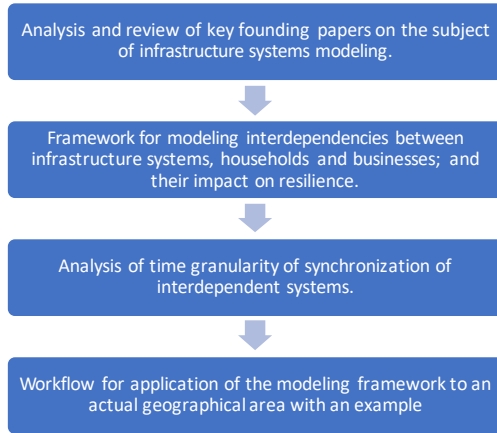 Analysis and review of key founding papers on the subject
of infrastructure systems modeling.
Framework for modeling interdependencies between
infrastructure systems, households and businesses; and
their impact on resilience.
Analysis of time granularity of synchronization of
interdependent systems.
Workflow for application of the modeling framework to an
actual geographical area with an example